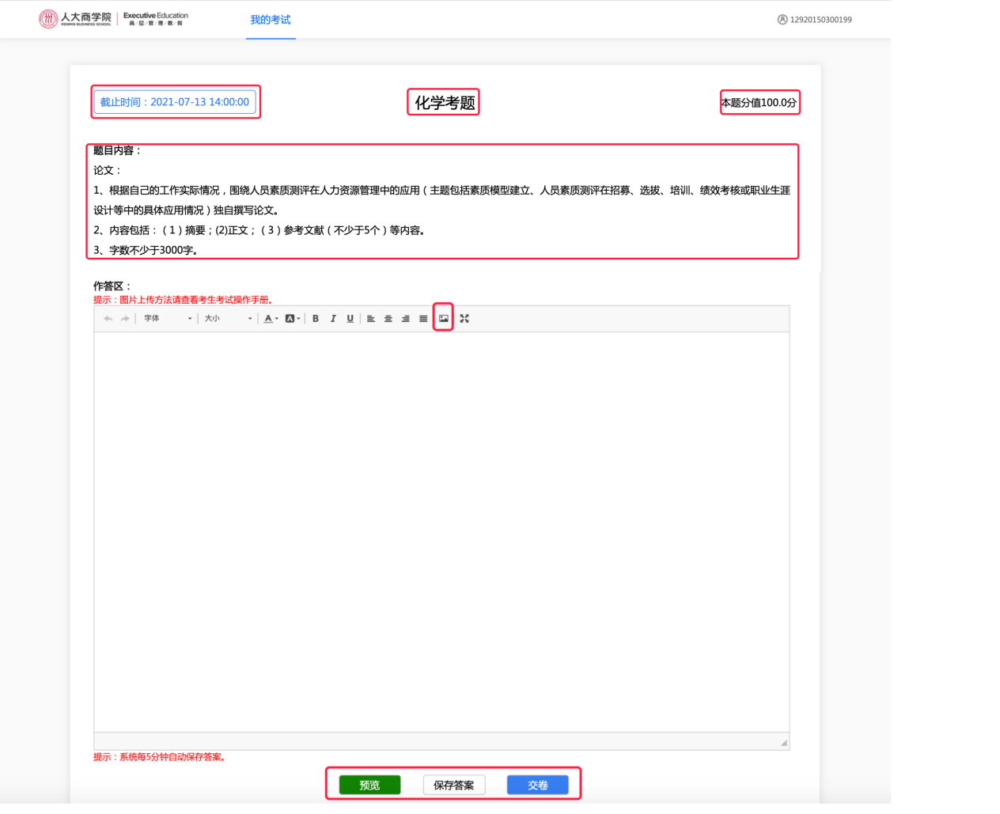 人大商学院
RENMIN BUSINESS SCHOOL
Executive Education
高/层/管/理/教/育
我的考试
12920150300199
截止时间：2021-07-13 14:00:00
化学考题
本题分值100.0分
题目内容：
论文：
1、根据自己的工作实际情况，围绕人员素质测评在人力资源管理中的应用（主题包括素质模型建立、人员素质测评在招募、选拔、培训、绩效考核或职业生涯
设计等中的具体应用情况）独自撰写论文。
2、内容包括：（1）摘要；(2)正文；（3）参考文献（不少于5个）等内容。
3、字数不少于3000字。
作答区：
提示：图片上传方法请查看考生考试操作手册。
字体 大小 A A B I U
提示：系统每5分钟自动保存答案。
预览 保存答案 交卷